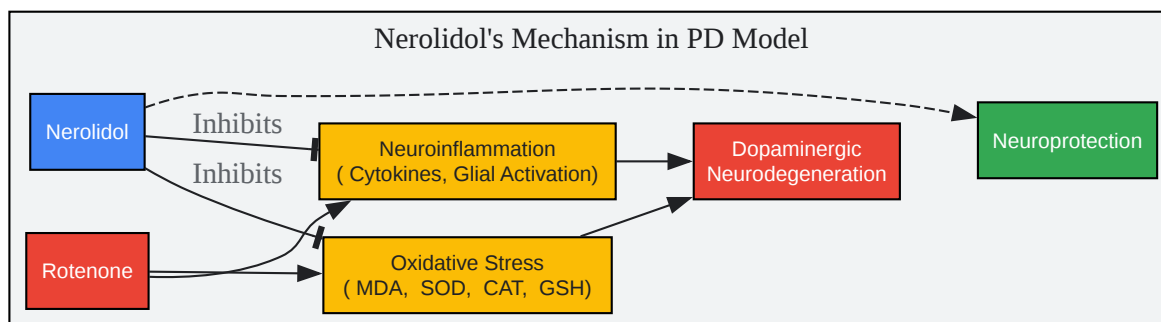 Nerolidol's Mechanism in PD Model
Nerolidol
Inhibits
Inhibits
Neuroinflammation
( Cytokines, Glial Activation)
Dopaminergic
Neurodegeneration
Neuroprotection
Rotenone
Oxidative Stress
( MDA, SOD, CAT, GSH)